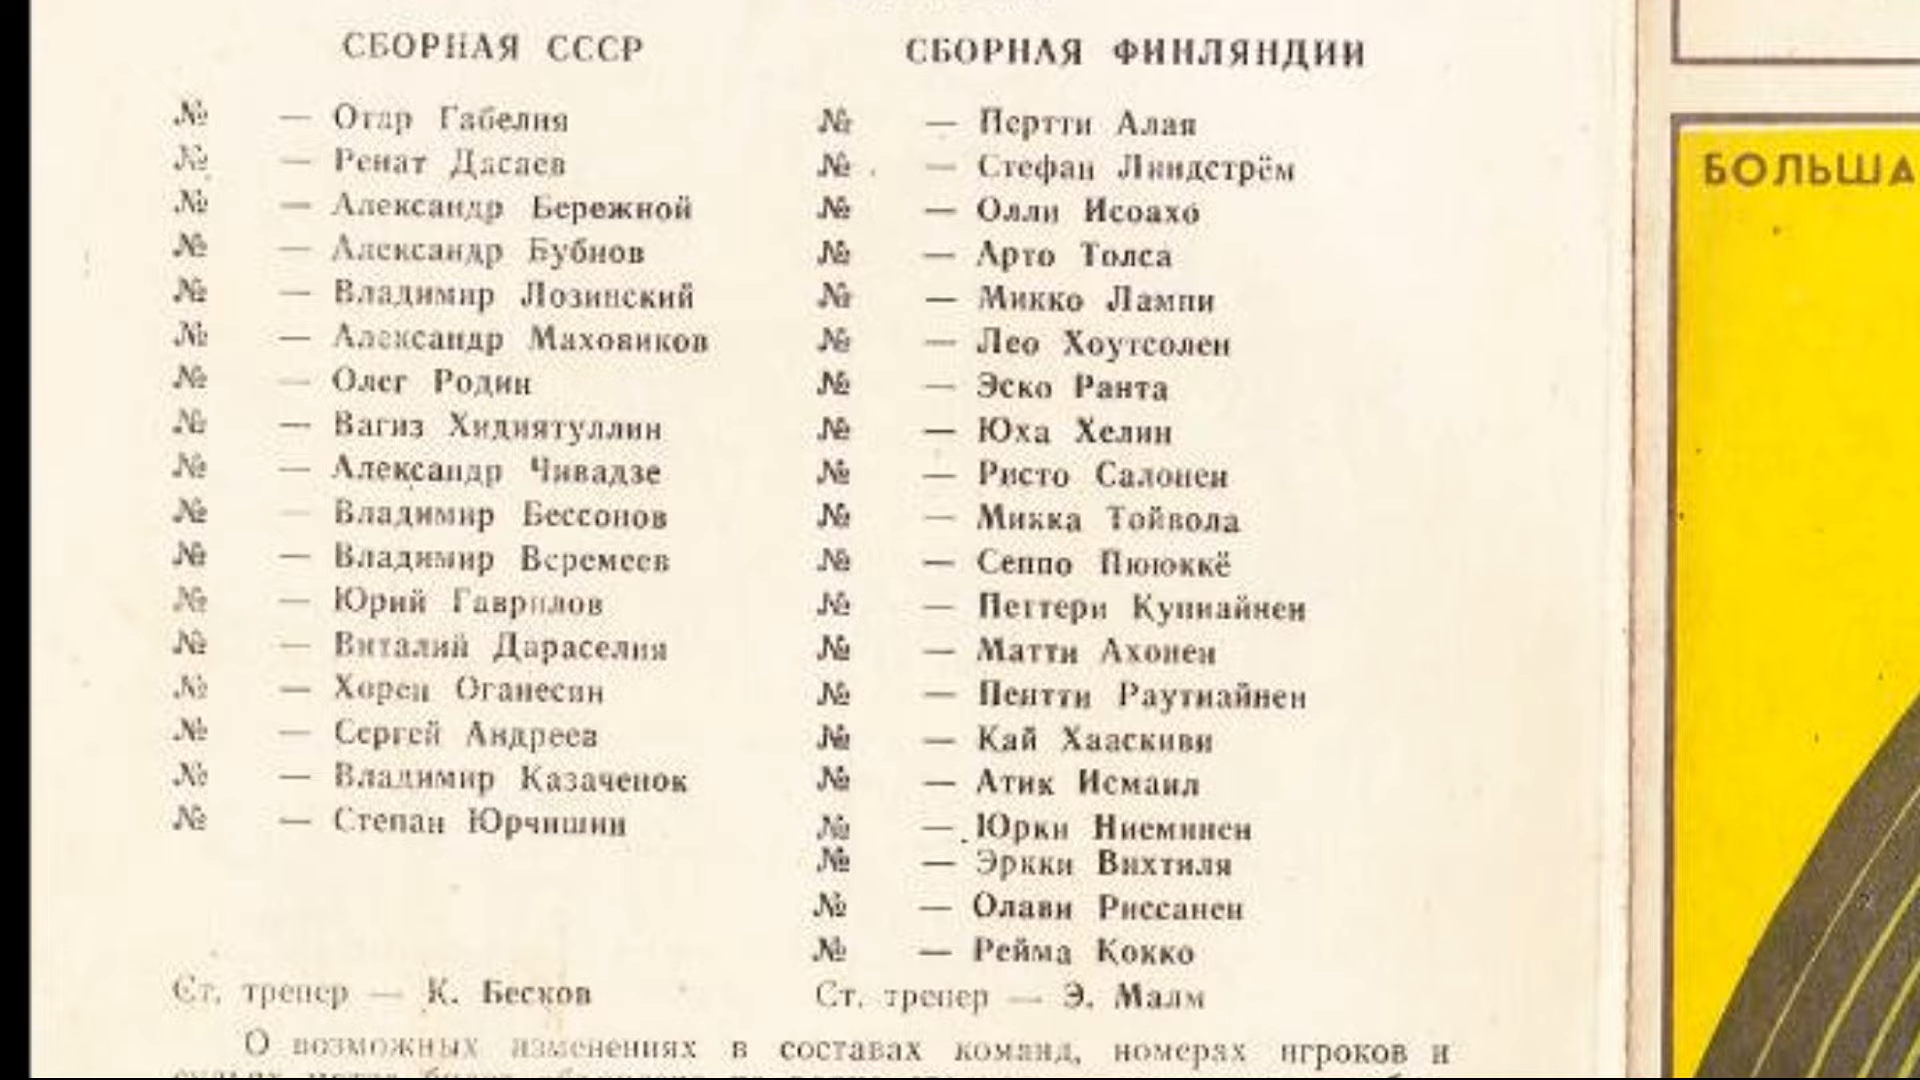 СБОРНАЯ СССР
№ — Отар Габелия
№ — Ренат Дасаев
№ — Александр Бережной
№ — Александр Бубнов
№ — Владимир Лозинский
№ — Александр Маховиков
№ — Олег Родин
№ — Вагиз Хидиятуллин
№ — Александр Чивадзе
№ — Владимир Бессонов
№ — Владимир Веремеев
№ — Юрий Гаврилов
№ — Виталий Дараселия
№ — Хорен Оганесян
№ — Сергей Андреев
№ — Владимир Казаченок
№ — Степан Юрчишин
Ст. тренер — К. Бесков
СБОРНАЯ ФИНЛЯНДИИ
№ — Пертти Алая
№ — Стефан Линдстрём
№ — Олли Исоахо
№ — Арто Толса
№ — Микко Лампи
№ — Лео Хоутсонен
№ — Эско Ранта
№ — Юха Хелин
№ — Ристо Салонен
№ — Микка Тойвола
№ — Сеппо Пююккё
№ — Петтери Купиайнен
№ — Матти Ахонен
№ — Пентти Раутиайнен
№ — Кай Хааскиви
№ — Атик Исмаил
№ — Юрки Ниеминен
№ — Эркки Вихтиля
№ — Олави Риссанен
№ — Рейма Кокко
Ст. тренер — Э. Малм
О возможных изменениях в составах команд, номерах игроков и
БОЛЬША